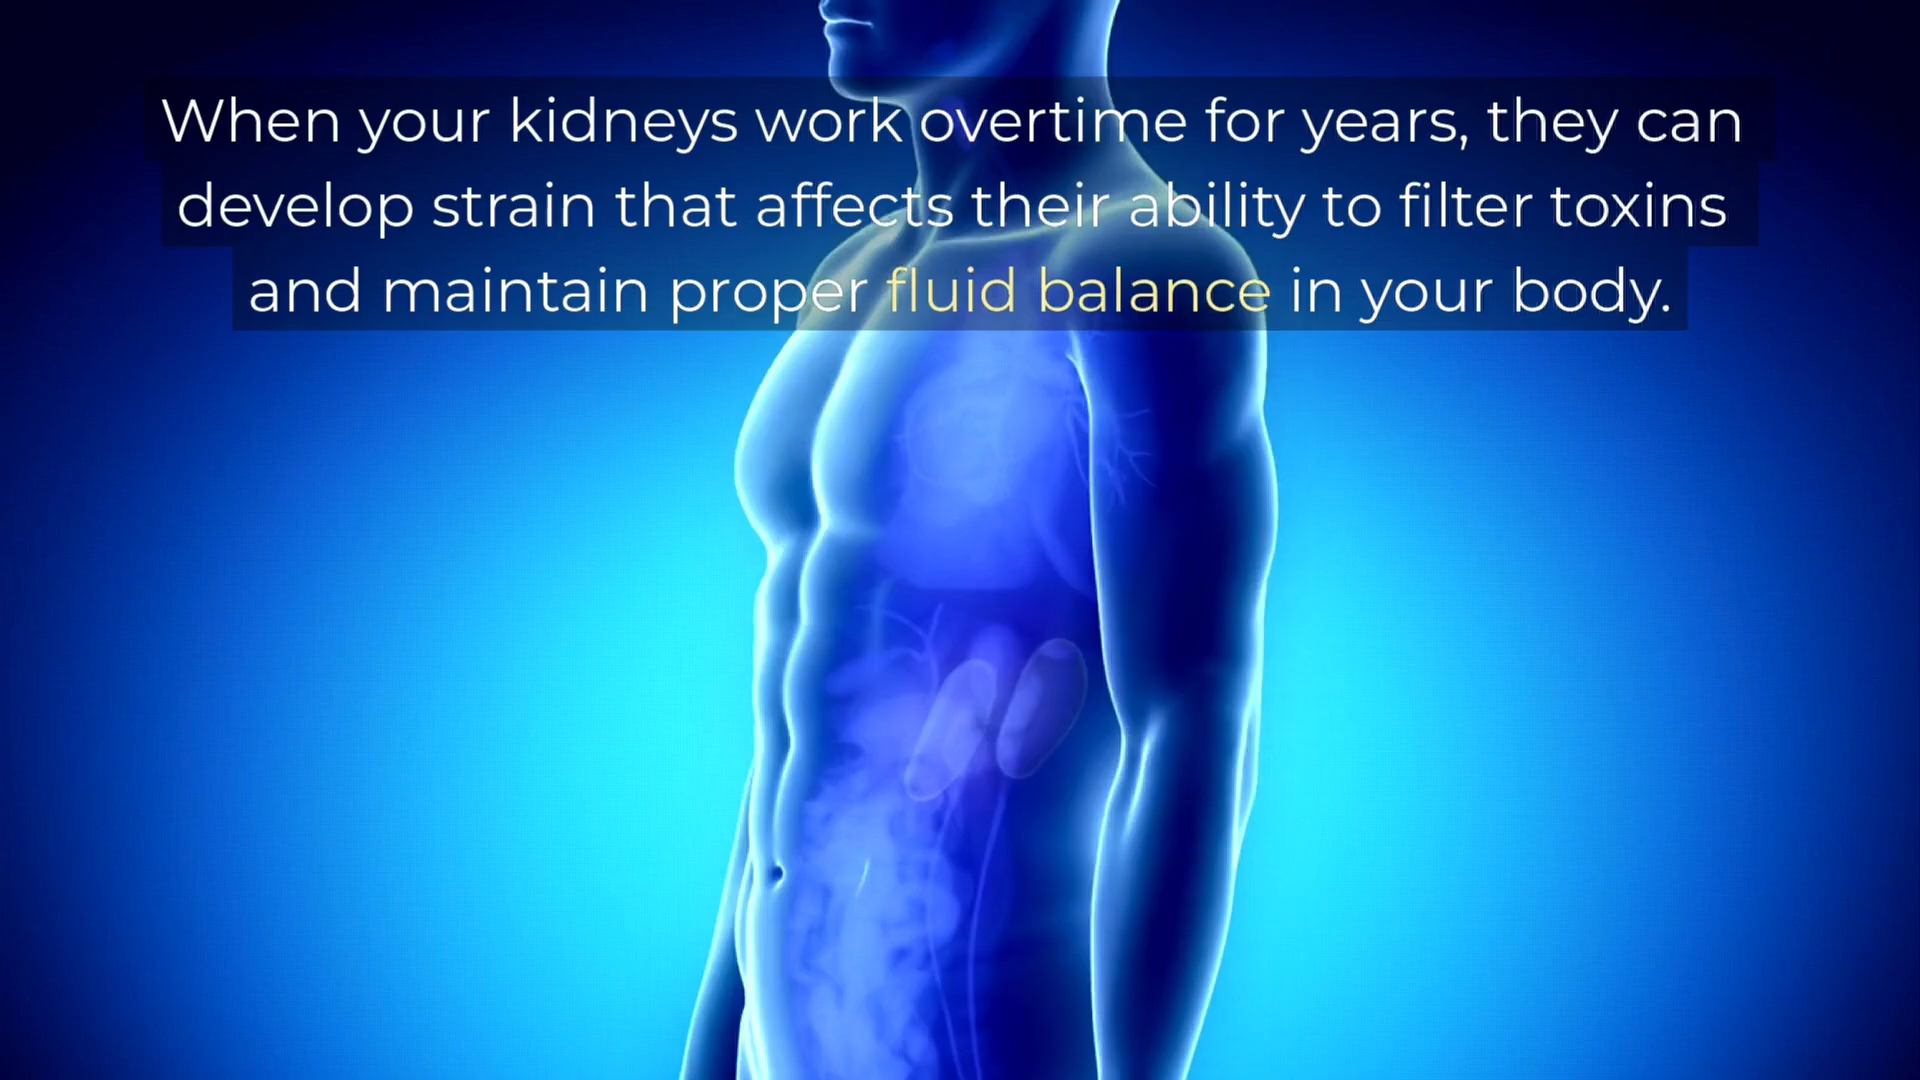 When your kidneys work overtime for years, they can
develop strain that affects their ability to filter toxins
and maintain proper fluid balance in your body.